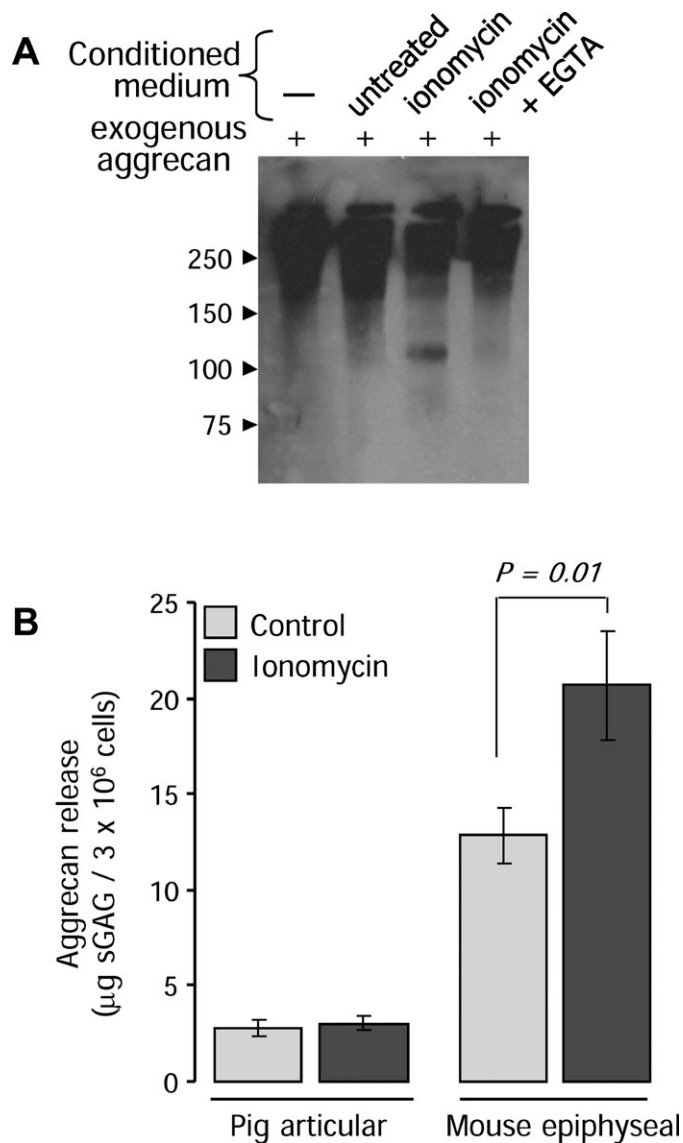 A
Conditioned
medium
— untreated ionomycin ionomycin
+ EGTA
exogenous
aggrecan
+ + + +
250 ►
150 ►
100 ►
75 ►
B
P = 0.01
Control
Ionomycin
Aggrecan release
(µg sGAG / 3 x 10⁶ cells)
25
20
15
10
5
0
Pig articular Mouse epiphyseal